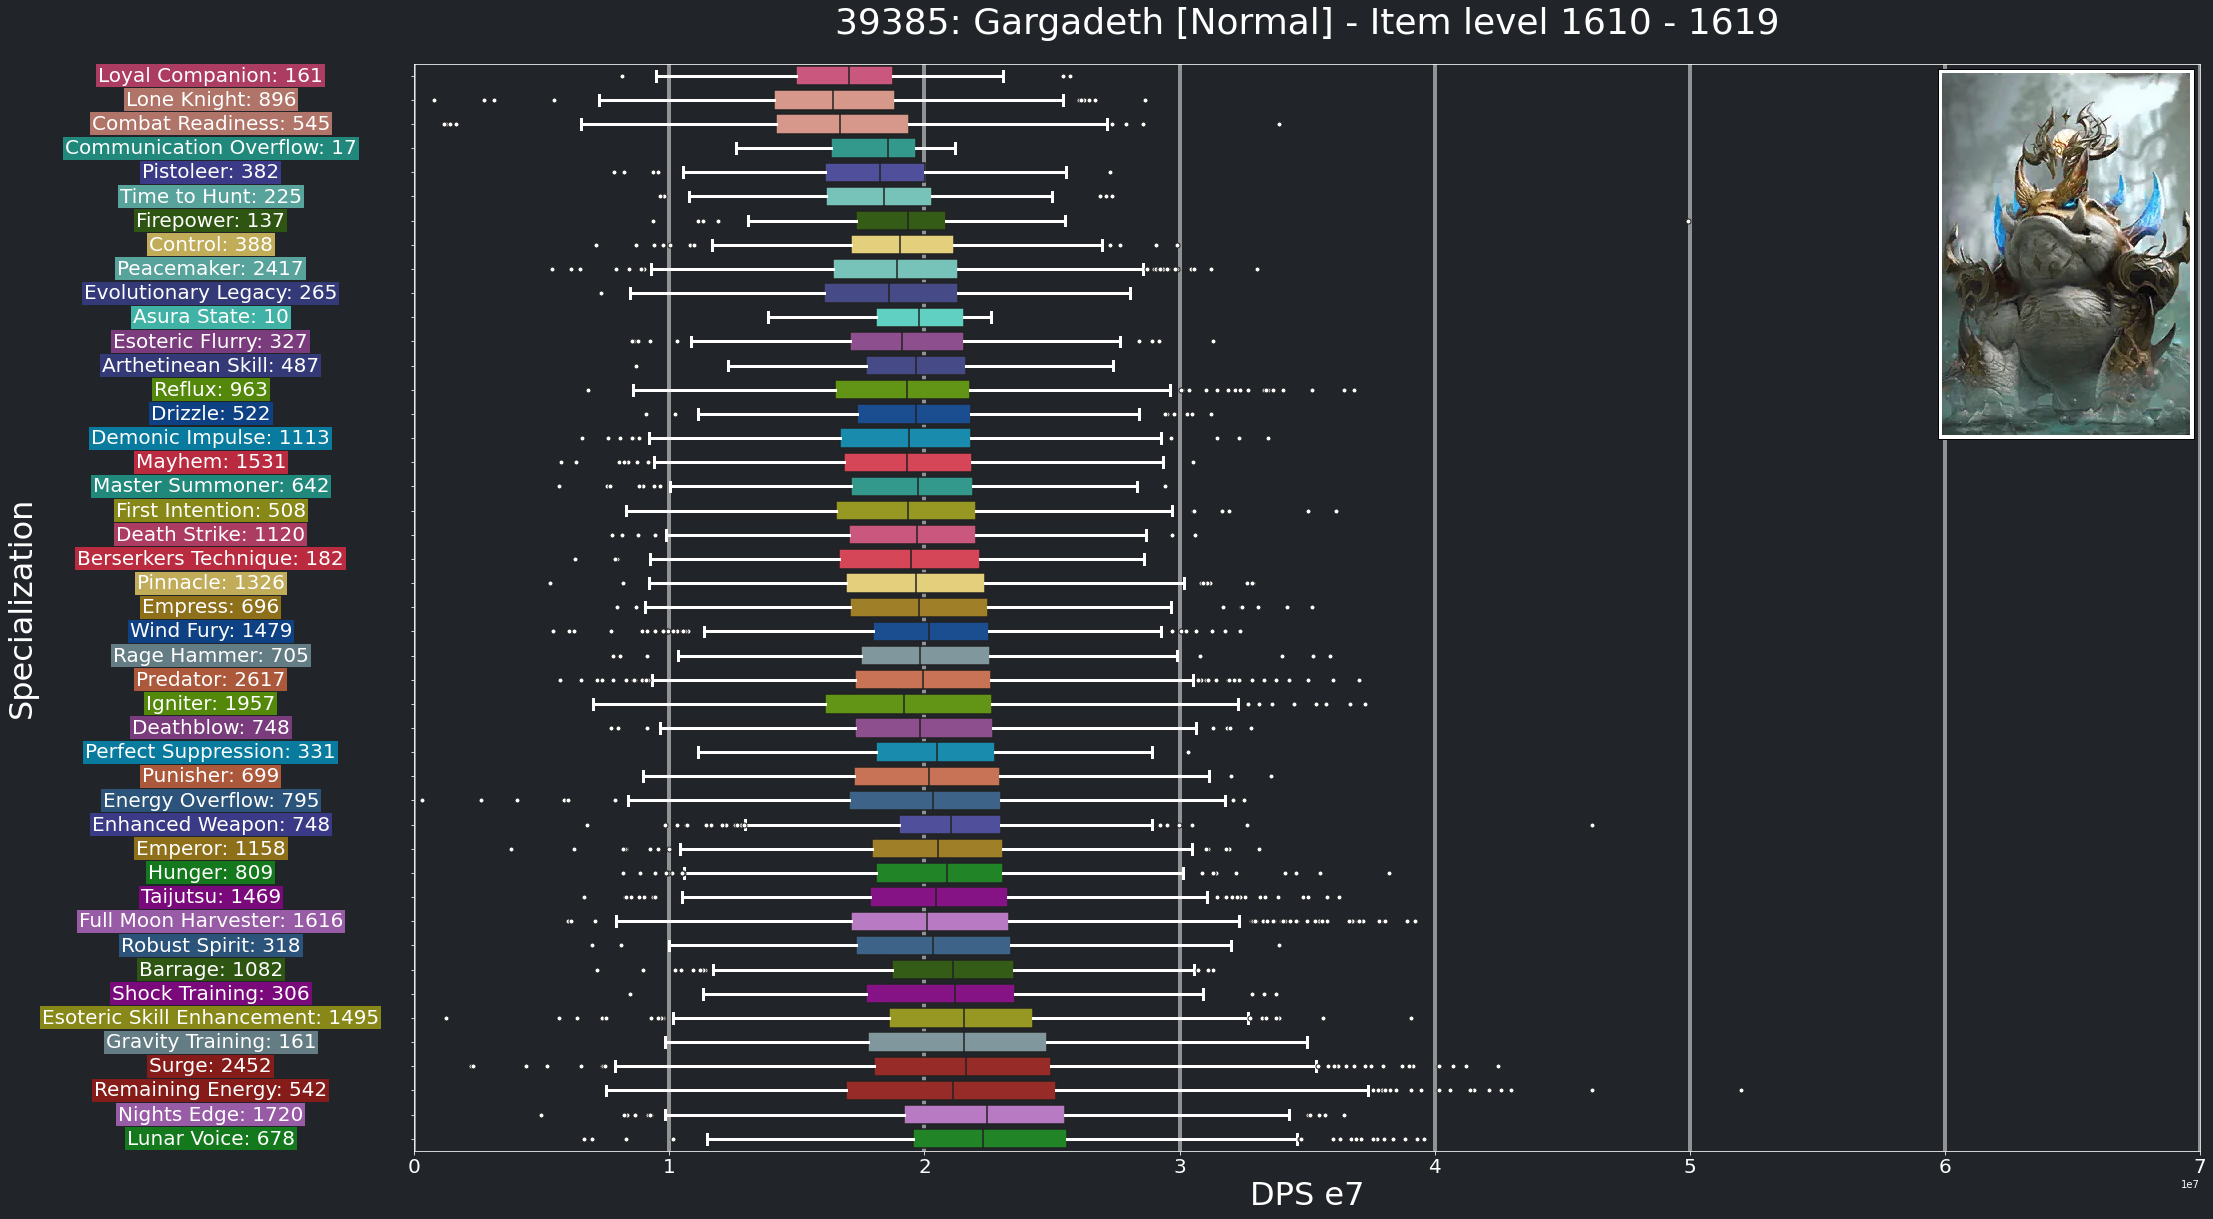 39385: Gargadeth [Normal] - Item level 1610 - 1619
Specialization
Loyal Companion: 161
Lone Knight: 896
Combat Readiness: 545
Communication Overflow: 17
Pistoleer: 382
Time to Hunt: 225
Firepower: 137
Control: 388
Peacemaker: 2417
Evolutionary Legacy: 265
Asura State: 10
Esoteric Flurry: 327
Arthetinean Skill: 487
Reflux: 963
Drizzle: 522
Demonic Impulse: 1113
Mayhem: 1531
Master Summoner: 642
First Intention: 508
Death Strike: 1120
Berserkers Technique: 182
Pinnacle: 1326
Empress: 696
Wind Fury: 1479
Rage Hammer: 705
Predator: 2617
Igniter: 1957
Deathblow: 748
Perfect Suppression: 331
Punisher: 699
Energy Overflow: 795
Enhanced Weapon: 748
Emperor: 1158
Hunger: 809
Taijutsu: 1469
Full Moon Harvester: 1616
Robust Spirit: 318
Barrage: 1082
Shock Training: 306
Esoteric Skill Enhancement: 1495
Gravity Training: 161
Surge: 2452
Remaining Energy: 542
Nights Edge: 1720
Lunar Voice: 678
0 1 2 3 4 5 6 7
1e7
DPS e7